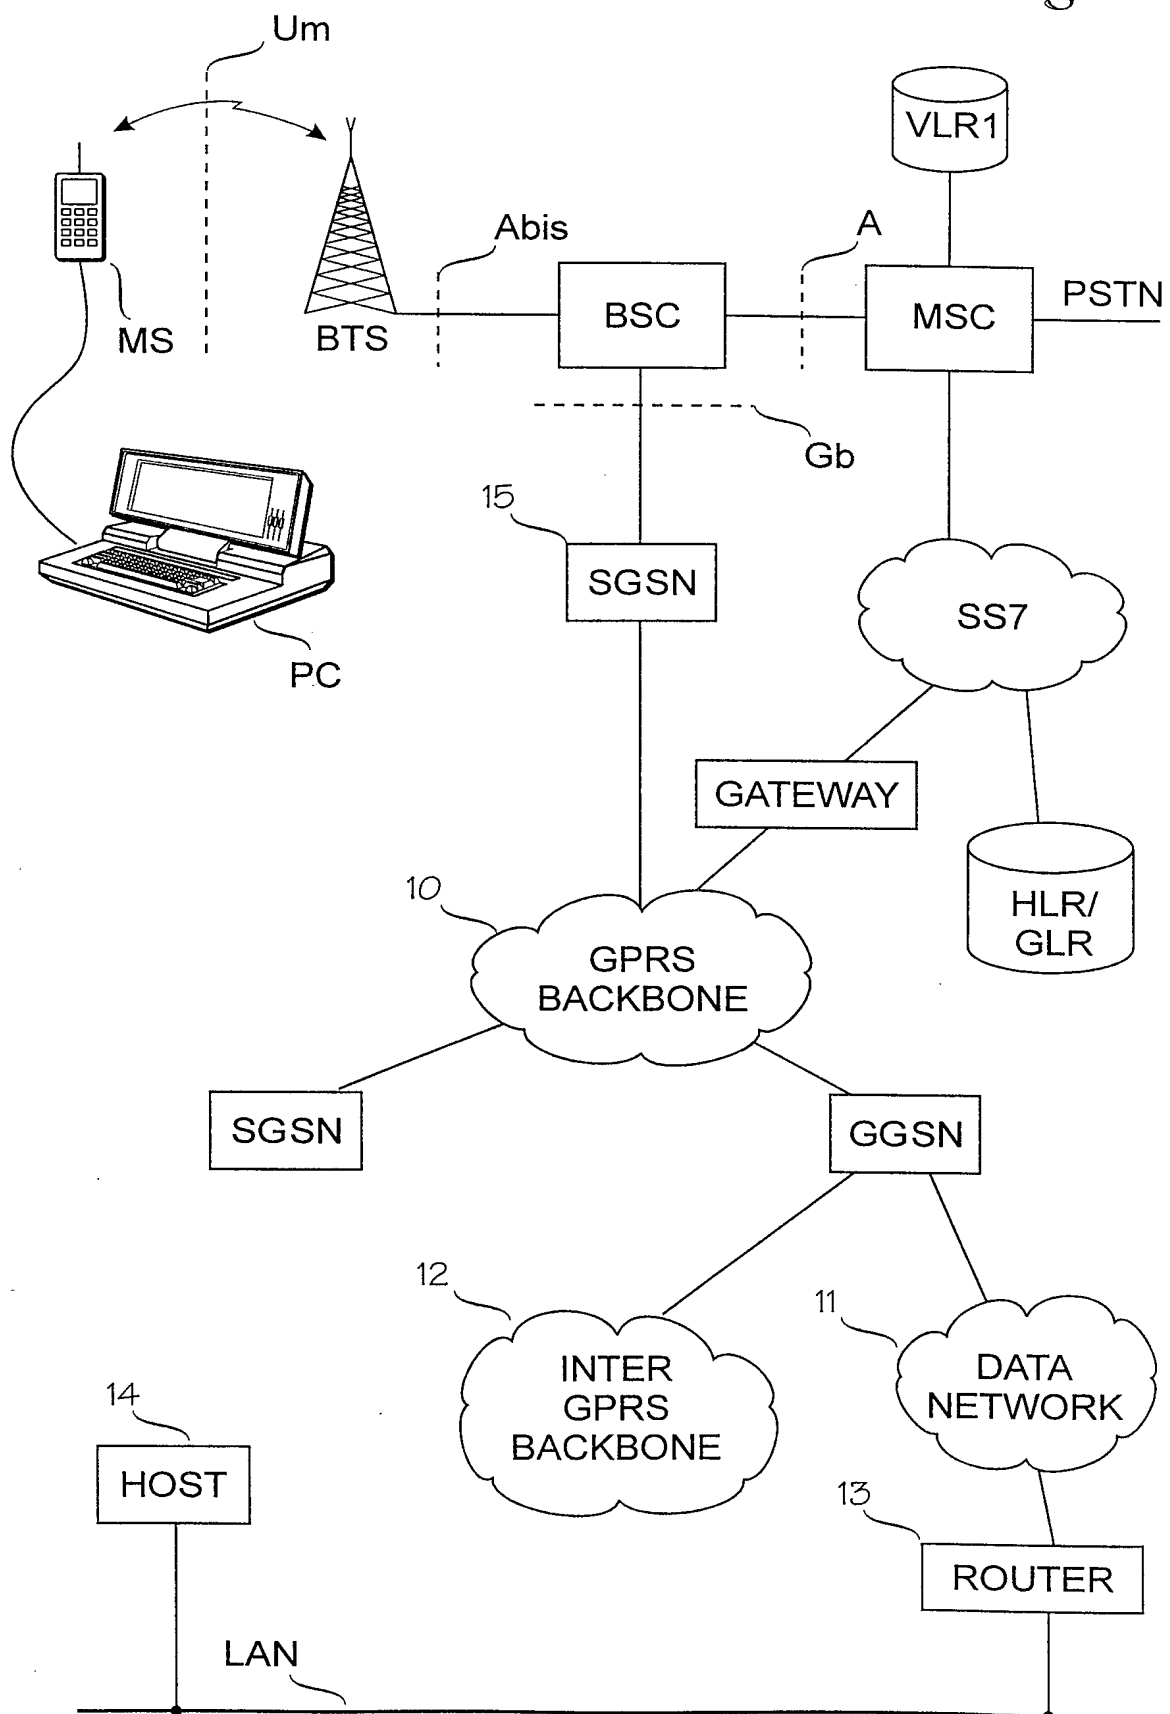 Um
VLR1
Abis
A
BSC
MSC
PSTN
MS
BTS
Gb
15
SGSN
SS7
PC
GATEWAY
10
HLR/
GLR
GPRS
BACKBONE
SGSN
GGSN
12
11
INTER
GPRS
BACKBONE
DATA
NETWORK
14
HOST
13
ROUTER
LAN